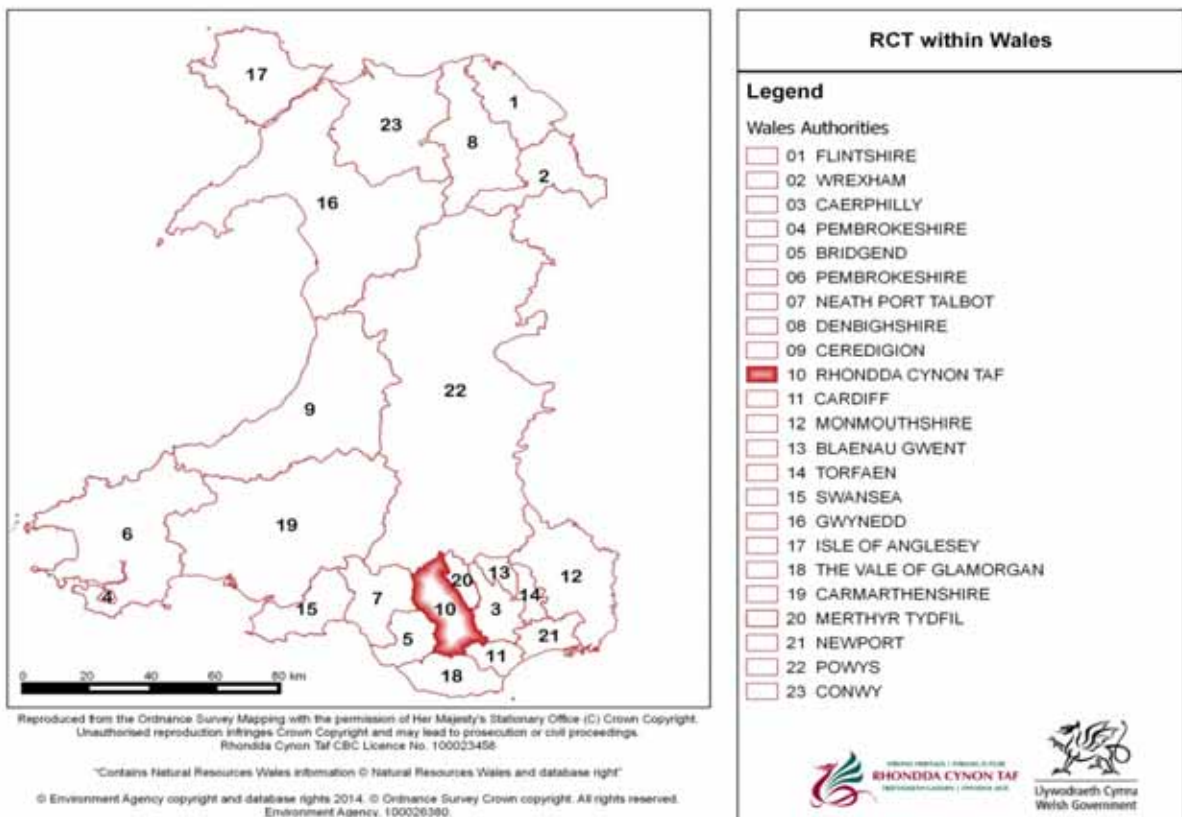 17
1
23
8
2
16
22
9
6
19
4
15
7
10
20
13
12
14
3
5
21
11
18
0 20 40 60 80 km
Reproduced from the Ordnance Survey Mapping with the permission of Her Majesty's Stationary Office (C) Crown Copyright.
Unauthorised reproduction infringes Crown Copyright and may lead to prosecution or civil proceedings.
Rhondda Cynon Taf CBC Licence No. 100023458
"Contains Natural Resources Wales information © Natural Resources Wales and database right"
© Environment Agency copyright and database rights 2014. © Ordnance Survey Crown copyright. All rights reserved.
Environment Agency, 100026380.
RCT within Wales
Legend
Wales Authorities
01 FLINTSHIRE
02 WREXHAM
03 CAERPHILLY
04 PEMBROKESHIRE
05 BRIDGEND
06 PEMBROKESHIRE
07 NEATH PORT TALBOT
08 DENBIGHSHIRE
09 CEREDIGION
10 RHONDDA CYNON TAF
11 CARDIFF
12 MONMOUTHSHIRE
13 BLAENAU GWENT
14 TORFAEN
15 SWANSEA
16 GWYNEDD
17 ISLE OF ANGLESEY
18 THE VALE OF GLAMORGAN
19 CARMARTHENSHIRE
20 MERTHYR TYDFIL
21 NEWPORT
22 POWYS
23 CONWY
RHONDDA CYNON TAF
Llywodraeth Cymru
Welsh Government